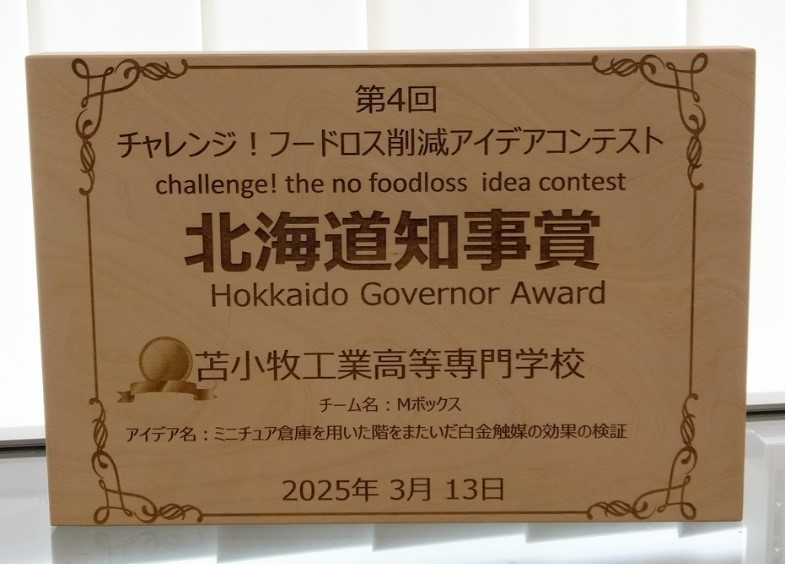 第4回
チャレンジ！フードロス削減アイデアコンテスト
challenge! the no foodloss idea contest
北海道知事賞
Hokkaido Governor Award
苫小牧工業高等専門学校
チーム名：Mボックス
アイデア名：ミニチュア倉庫を用いた階をまたいだ白金触媒の効果の検証
2025年 3月 13日